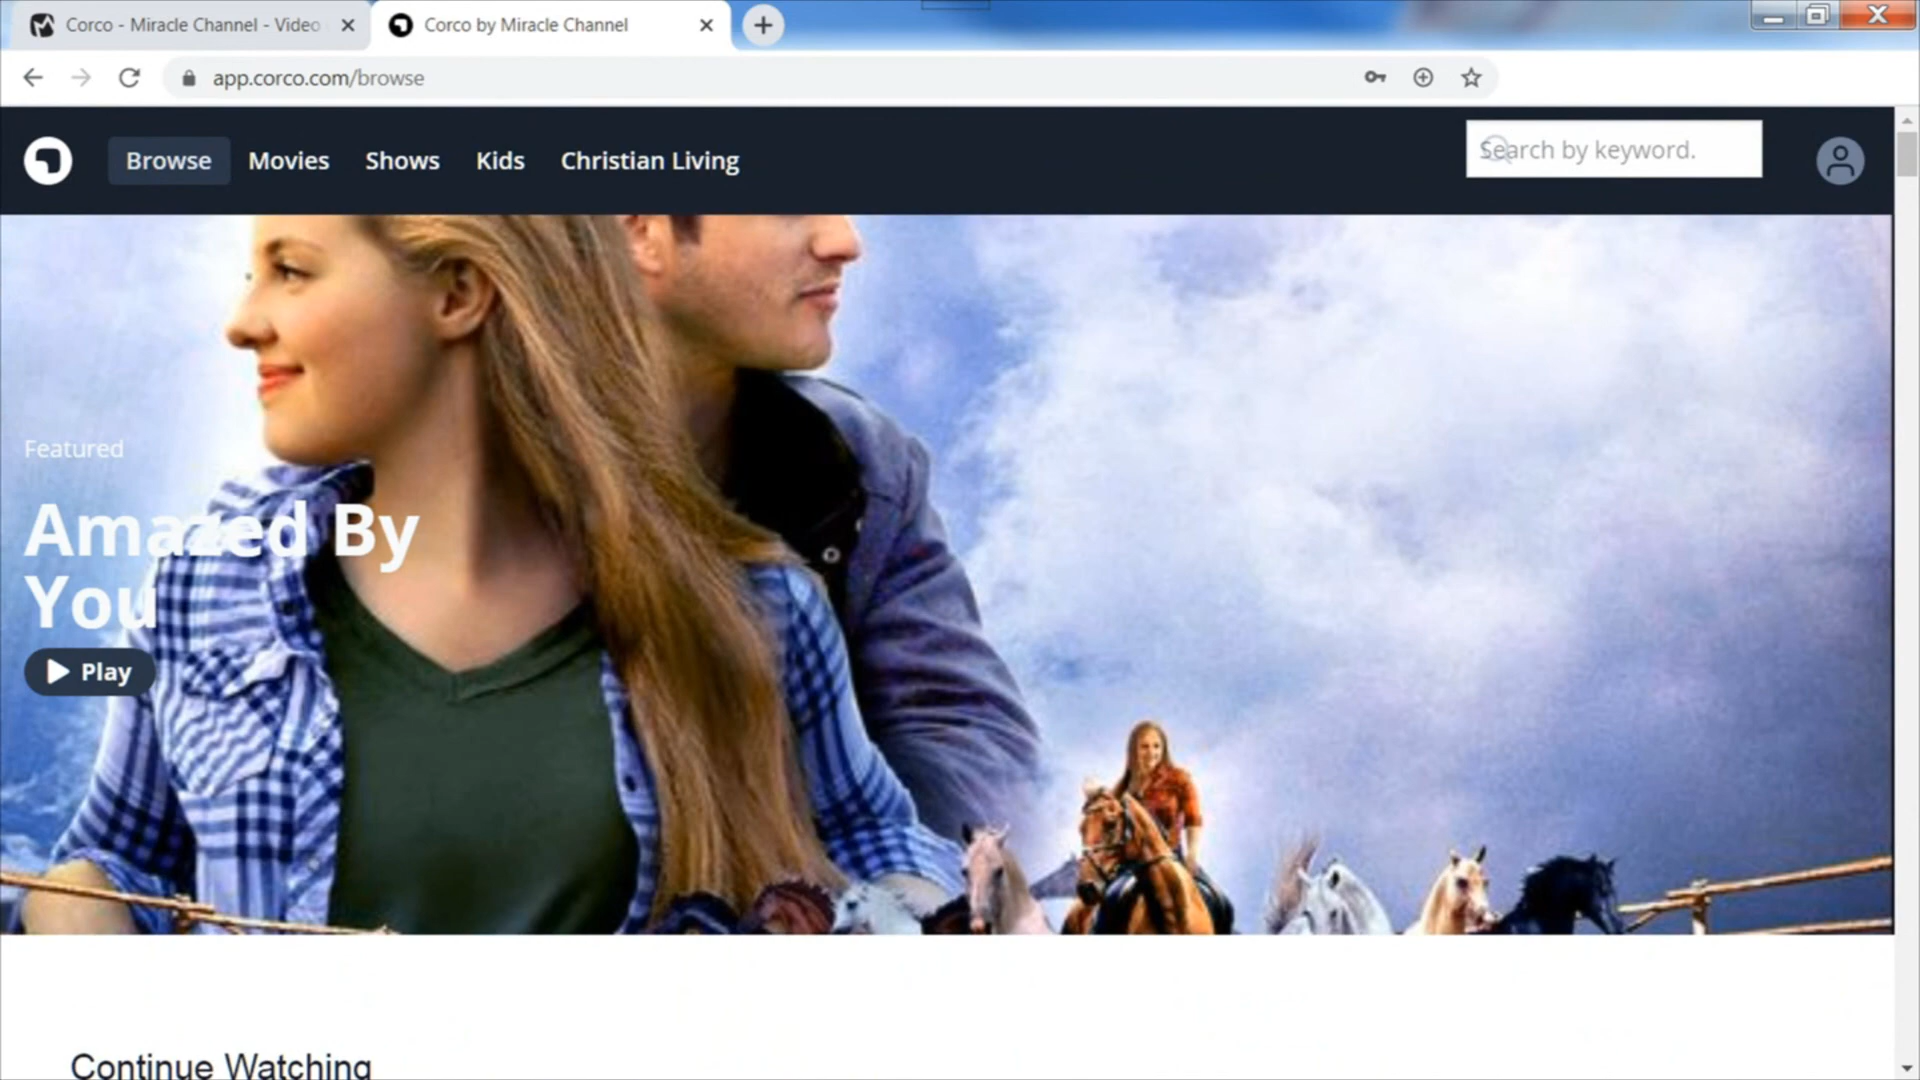 Corco - Miracle Channel - Video
Corco by Miracle Channel
app.corco.com/browse
Browse Movies Shows Kids Christian Living
Search by keyword.
Featured
Amazed By
You
Play
Continue Watching